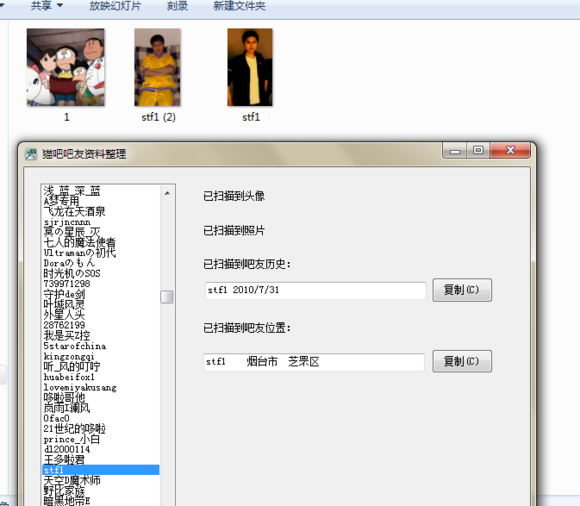 共享 放映幻灯片 刻录 新建文件夹
1 stf1 (2) stf1
猫吧吧友资料整理
浅_蓝_深_蓝
A梦专用
飞龙在天酒泉
sjrjncnnn
冥の星辰_灭
七人的魔法使者
Ultramanの初代
Doraのもん
时光机のSOS
739971298
守护de剑
叶城风灵
外星人头
28762199
我是买Z控
5starofchina
kingzongqi
听_风的叮咛
huabeifox1
lovemiyakusang
哆啦哥他
岚雨I澜风
0fac0
21世纪的哆啦
prince_小白
dl2000114
王多啦君
stf1
天空D魔术师
野比家族
暗黑地带E
已扫描到头像
已扫描到照片
已扫描到吧友历史:
stf1 2010/7/31 复制(C)
已扫描到吧友位置:
stf1 烟台市 芝罘区 复制(C)